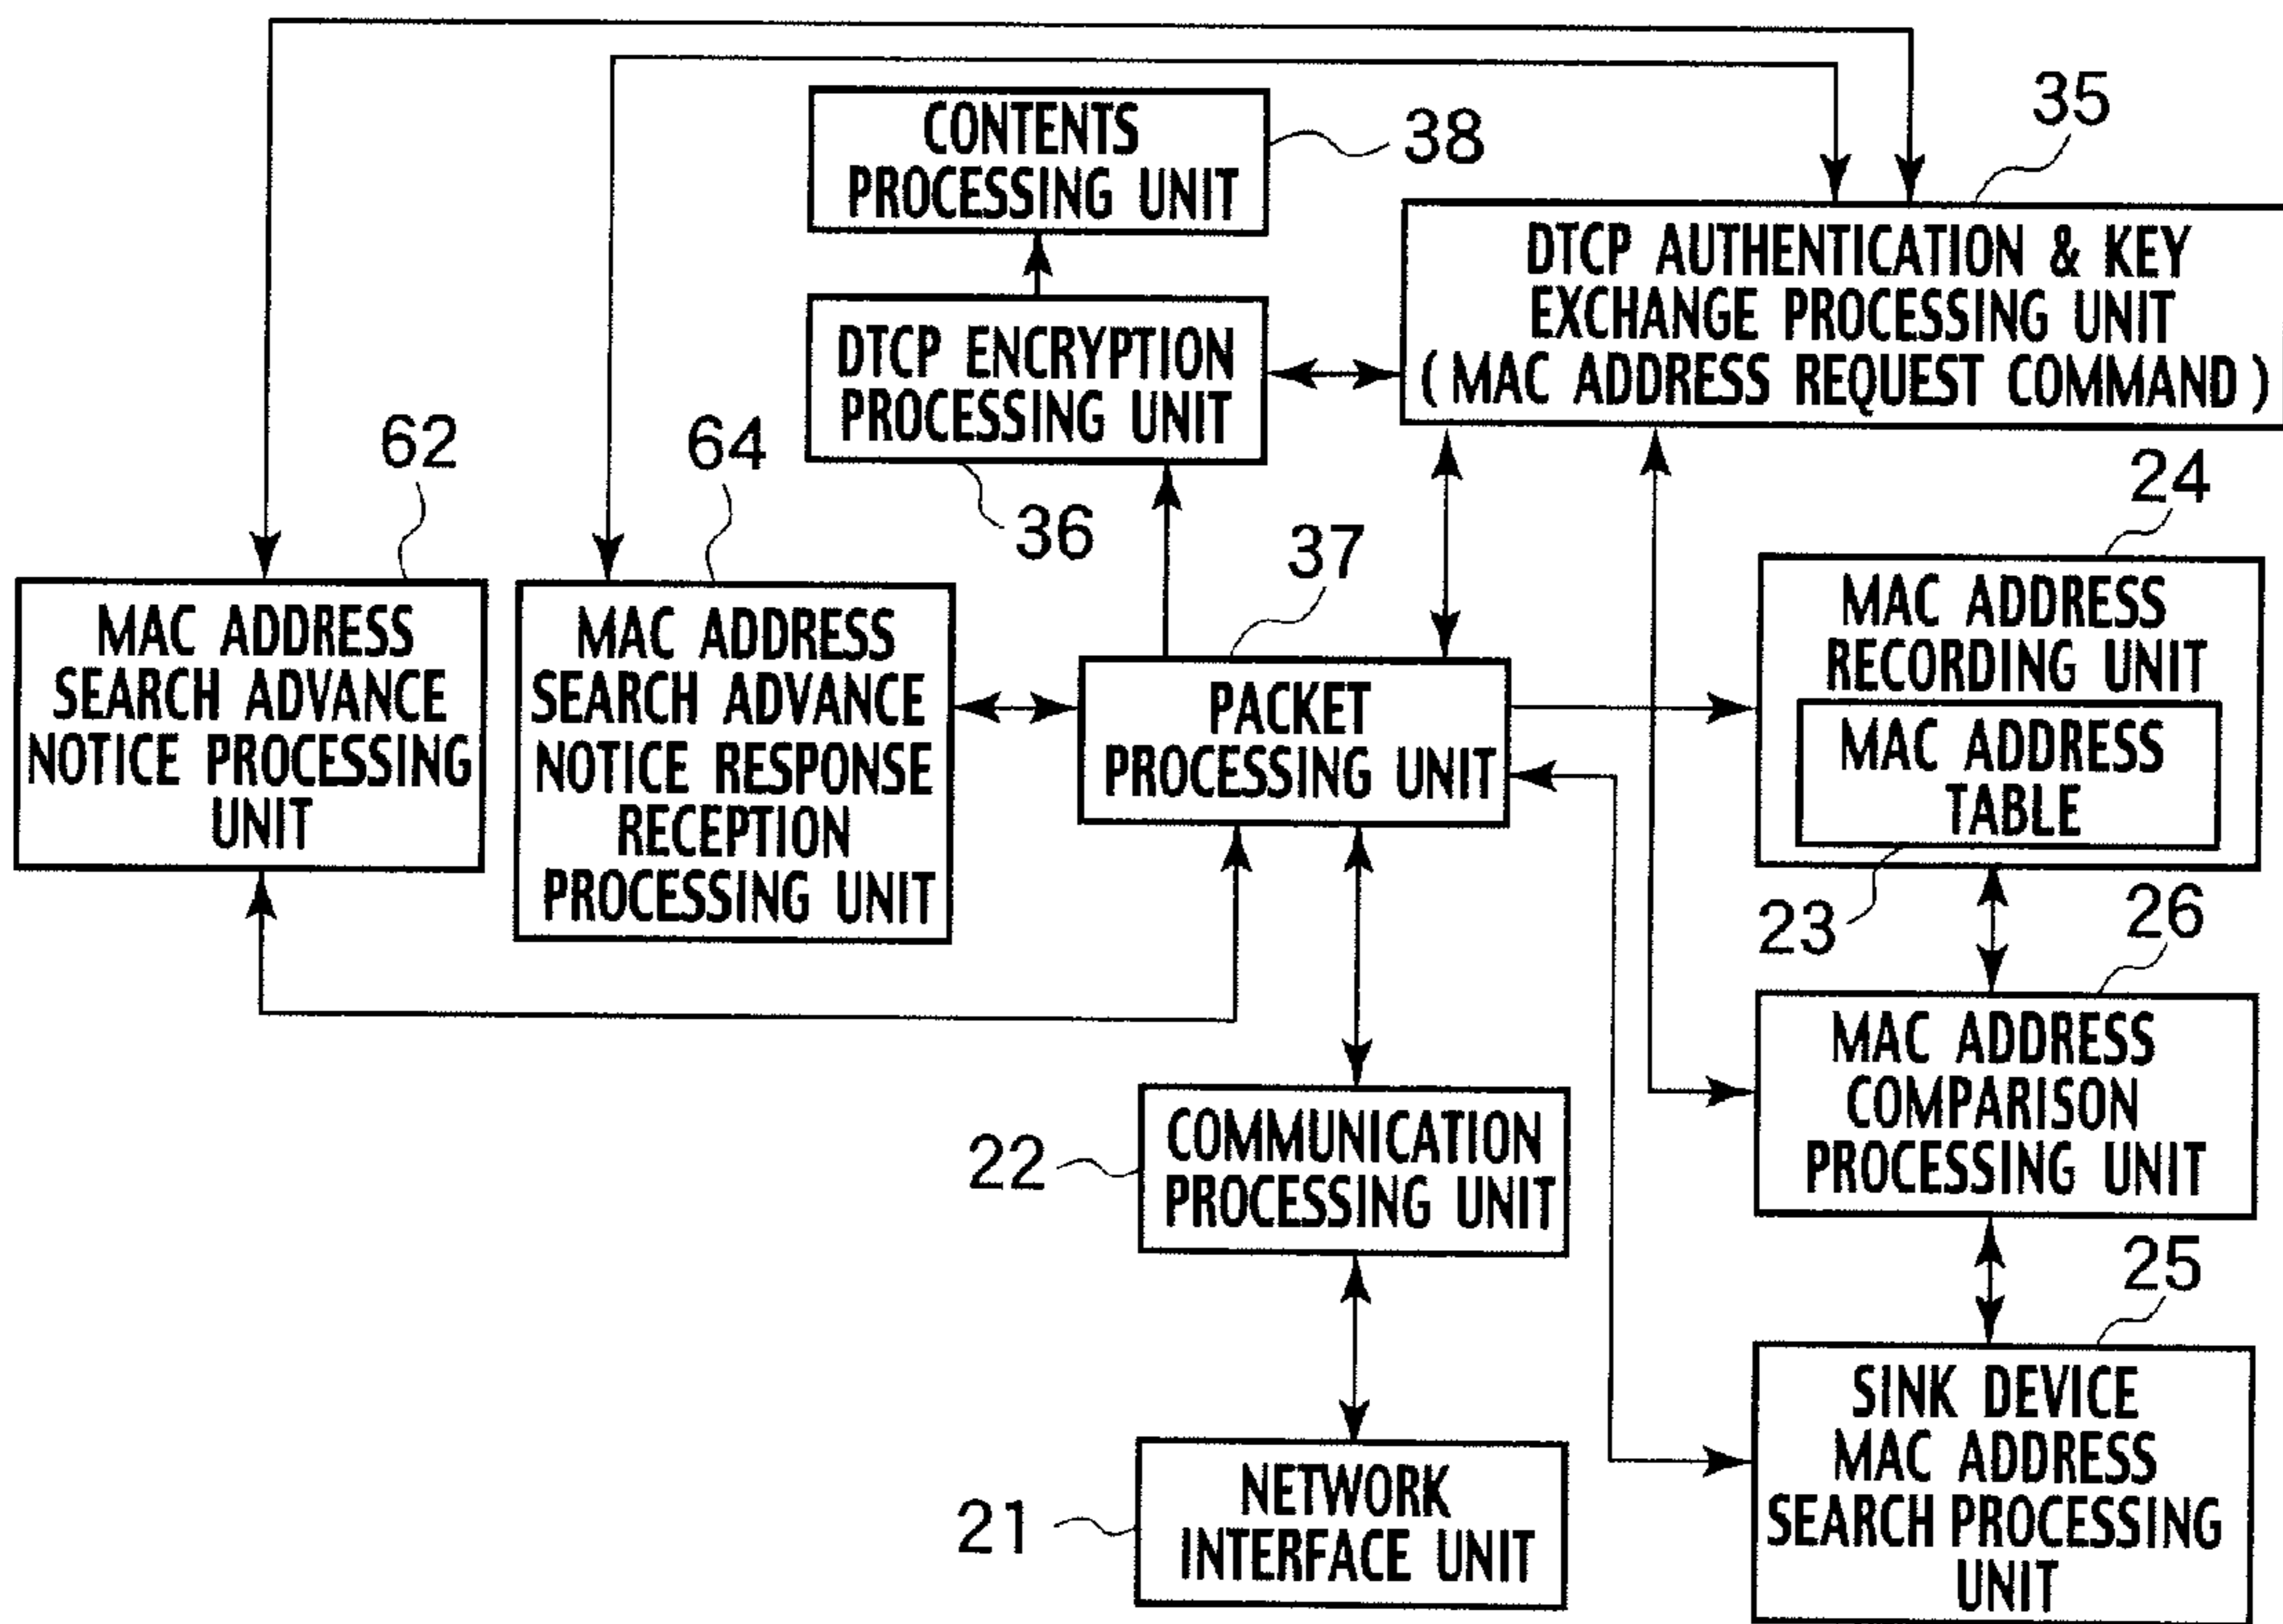 CONTENTS
PROCESSING UNIT
38
35
DTCP AUTHENTICATION & KEY
EXCHANGE PROCESSING UNIT
( MAC ADDRESS REQUEST COMMAND )
DTCP ENCRYPTION
PROCESSING UNIT
36
62
MAC ADDRESS
SEARCH ADVANCE
NOTICE PROCESSING
UNIT
64
MAC ADDRESS
SEARCH ADVANCE
NOTICE RESPONSE
RECEPTION
PROCESSING UNIT
37
PACKET
PROCESSING UNIT
24
MAC ADDRESS
RECORDING UNIT
MAC ADDRESS
TABLE
23
26
MAC ADDRESS
COMPARISON
PROCESSING UNIT
22
COMMUNICATION
PROCESSING UNIT
25
SINK DEVICE
MAC ADDRESS
SEARCH PROCESSING
UNIT
21
NETWORK
INTERFACE UNIT